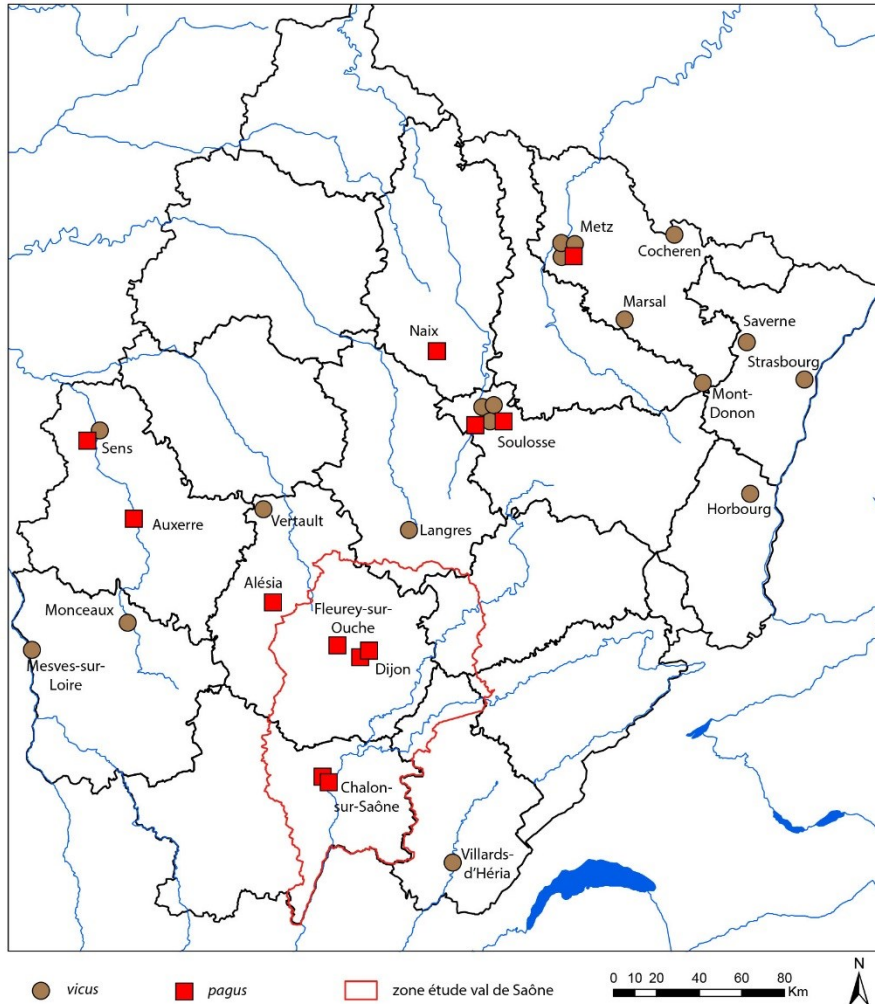 Metz
Cocheren
Marsal
Saverne
Naix
Strasbourg
Mont-
Donon
Soulosse
Sens
Horbourg
Auxerre
Vertault
Langres
Alésia
Monceaux
Fleurey-sur-
Ouche
Mesves-sur-
Loire
Dijon
Chalon-
sur-Saône
Villards-
d'Héria
N
vicus
pagus
zone étude val de Saône
0 10 20 40 60 80
Km